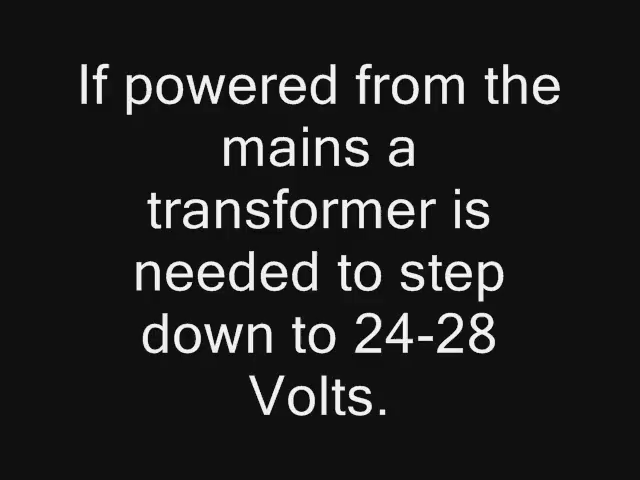 If powered from the
mains a
transformer is
needed to step
down to 24-28
Volts.